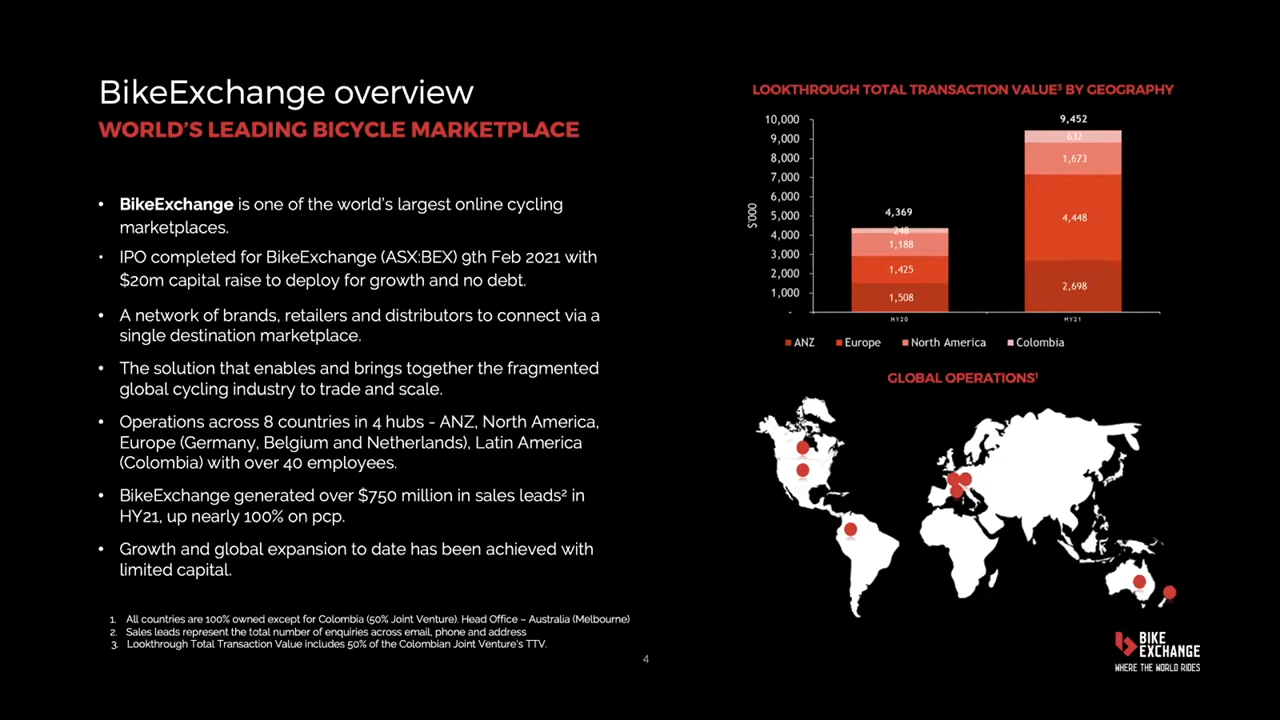 BikeExchange overview
WORLD'S LEADING BICYCLE MARKETPLACE
• BikeExchange is one of the world's largest online cycling
marketplaces.
• IPO completed for BikeExchange (ASX:BEX) 9th Feb 2021 with
$20m capital raise to deploy for growth and no debt.
• A network of brands, retailers and distributors to connect via a
single destination marketplace.
• The solution that enables and brings together the fragmented
global cycling industry to trade and scale.
• Operations across 8 countries in 4 hubs - ANZ, North America,
Europe (Germany, Belgium and Netherlands), Latin America
(Colombia) with over 40 employees.
• BikeExchange generated over $750 million in sales leads² in
HY21, up nearly 100% on pcp.
• Growth and global expansion to date has been achieved with
limited capital.
1. All countries are 100% owned except for Colombia (50% Joint Venture). Head Office – Australia (Melbourne)
2. Sales leads represent the total number of enquiries across email, phone and address
3. Lookthrough Total Transaction Value includes 50% of the Colombian Joint Venture's TTV.
LOOKTHROUGH TOTAL TRANSACTION VALUE³ BY GEOGRAPHY
$'000
10,000
9,000
8,000
7,000
6,000
5,000
4,000
3,000
2,000
1,000
-
4,369
248
1,188
1,425
1,508
HY20
9,452
632
1,673
4,448
2,698
HY21
ANZ Europe North America Colombia
GLOBAL OPERATIONS¹
BIKE
EXCHANGE
WHERE THE WORLD RIDES
4